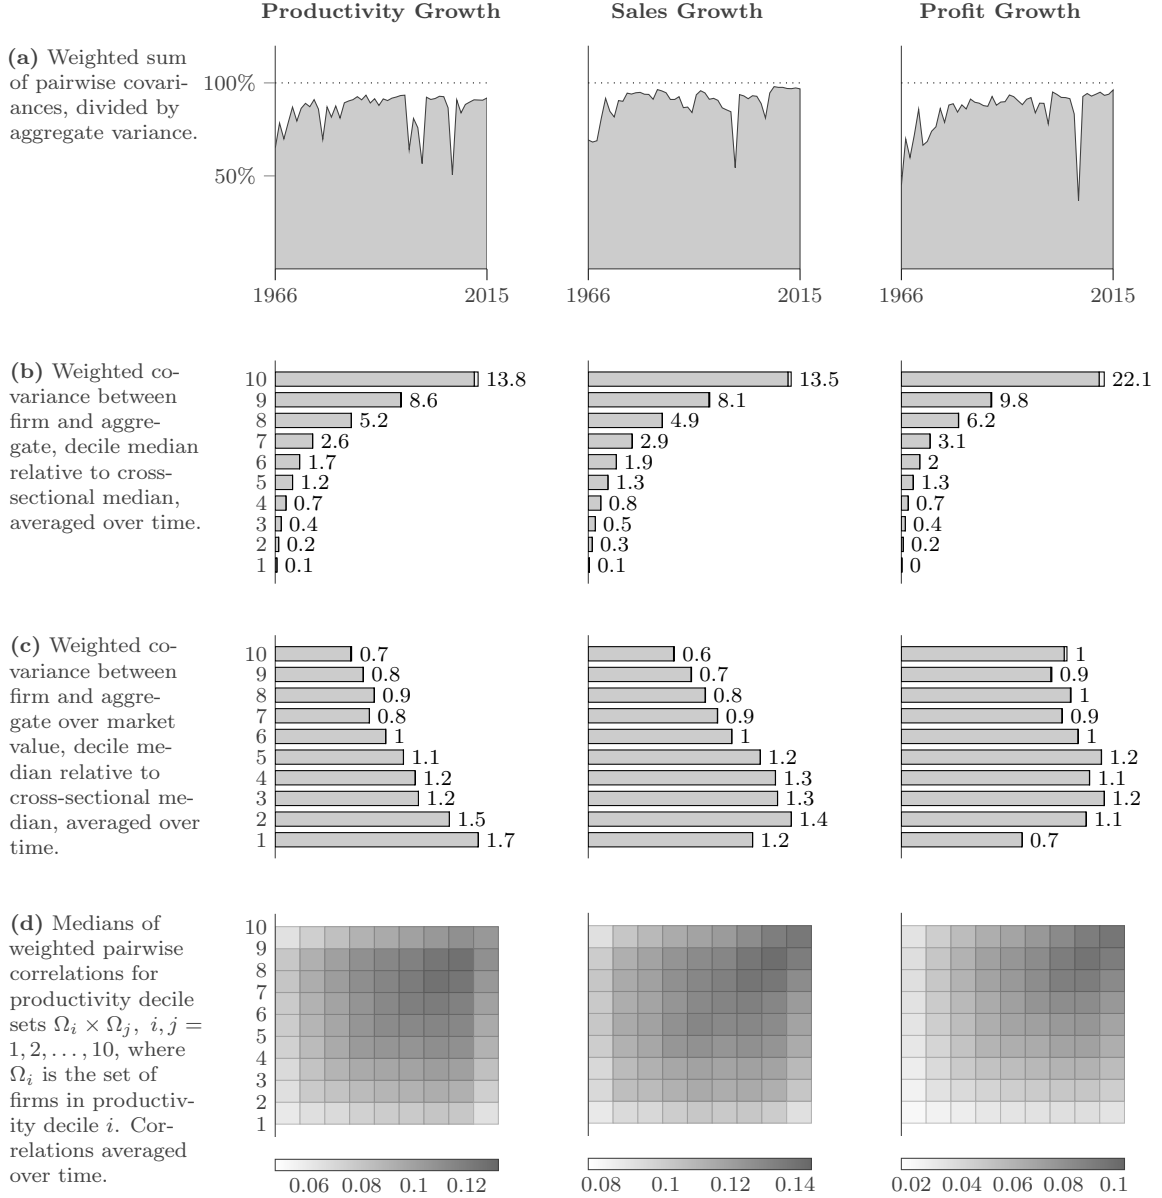 Productivity Growth Sales Growth Profit Growth
(a) Weighted sum
of pairwise covari-
ances, divided by
aggregate variance.
100%
50%
1966 2015 1966 2015 1966 2015
(b) Weighted co-
variance between
firm and aggre-
gate, decile median
relative to cross-
sectional median,
averaged over time.
10 13.8 13.5 22.1
9 8.6 8.1 9.8
8 5.2 4.9 6.2
7 2.6 2.9 3.1
6 1.7 1.9 2
5 1.2 1.3 1.3
4 0.7 0.8 0.7
3 0.4 0.5 0.4
2 0.2 0.3 0.2
1 0.1 0.1 0
(c) Weighted co-
variance between
firm and aggre-
gate over market
value, decile me-
dian relative to
cross-sectional me-
dian, averaged over
time.
10 0.7 0.6 1
9 0.8 0.7 0.9
8 0.9 0.8 1
7 0.8 0.9 0.9
6 1 1 1
5 1.1 1.2 1.2
4 1.2 1.3 1.1
3 1.2 1.3 1.2
2 1.5 1.4 1.1
1 1.7 1.2 0.7
(d) Medians of
weighted pairwise
correlations for
productivity decile
sets Ωᵢ × Ωⱼ, i, j =
1, 2, . . . , 10, where
Ωᵢ is the set of
firms in productiv-
ity decile i. Cor-
relations averaged
over time.
10
9
8
7
6
5
4
3
2
1
0.06 0.08 0.1 0.12
0.08 0.1 0.12 0.14
0.02 0.04 0.06 0.08 0.1